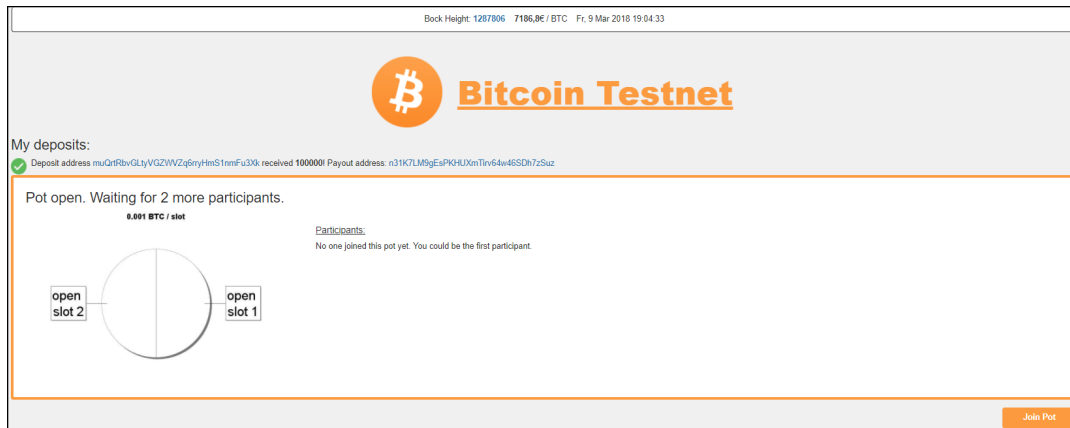 Bock Height: 1287806 7186,8€ / BTC Fr, 9 Mär 2018 19:04:33
Bitcoin Testnet
My deposits:
Deposit address muQrtRbvGLtyVGZWVZq6rryHmS1nmFu3Xk received 100000! Payout address: n31K7LM9gEsPKHUXmTirv64w46SDh7zSuz
Pot open. Waiting for 2 more participants.
0.001 BTC / slot
Participants:
No one joined this pot yet. You could be the first participant.
open
slot 2
open
slot 1
Join Pot